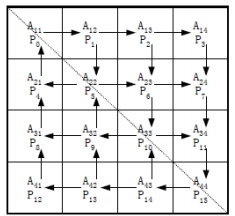 A11 A12 A13 A14
P0 P1 P2 P3
A21 A22 A23 A24
P4 P5 P6 P7
A31 A32 A33 A34
P8 P9 P10 P11
A41 A42 A43 A44
P12 P13 P14 P15